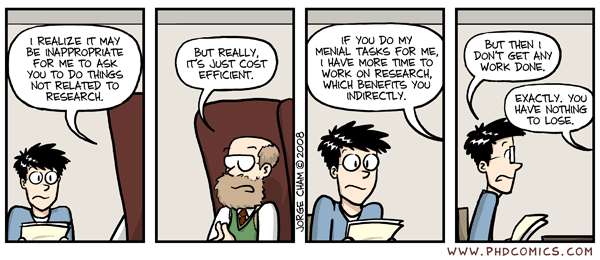 I REALIZE IT MAY
BE INAPPROPRIATE
FOR ME TO ASK
YOU TO DO THINGS
NOT RELATED TO
RESEARCH.
BUT REALLY,
IT'S JUST COST
EFFICIENT.
JORGE CHAM © 2008
IF YOU DO MY
MENIAL TASKS FOR ME,
I HAVE MORE TIME TO
WORK ON RESEARCH,
WHICH BENEFITS YOU
INDIRECTLY.
BUT THEN I
DON'T GET ANY
WORK DONE.
EXACTLY. YOU
HAVE NOTHING
TO LOSE.
WWW.PHDCOMICS.COM